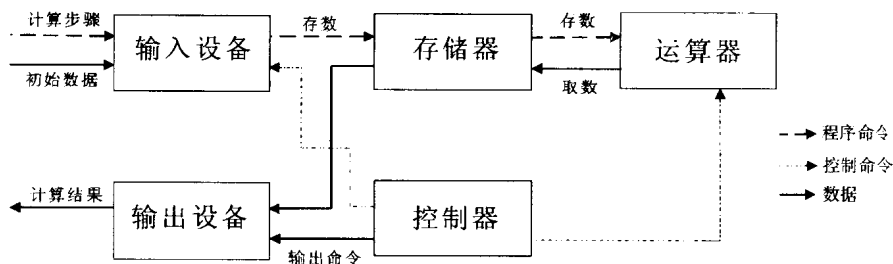 计算步骤
初始数据
输入设备
存数
存储器
存数
取数
运算器
程序命令
控制命令
数据
计算结果
输出设备
输出命令
控制器